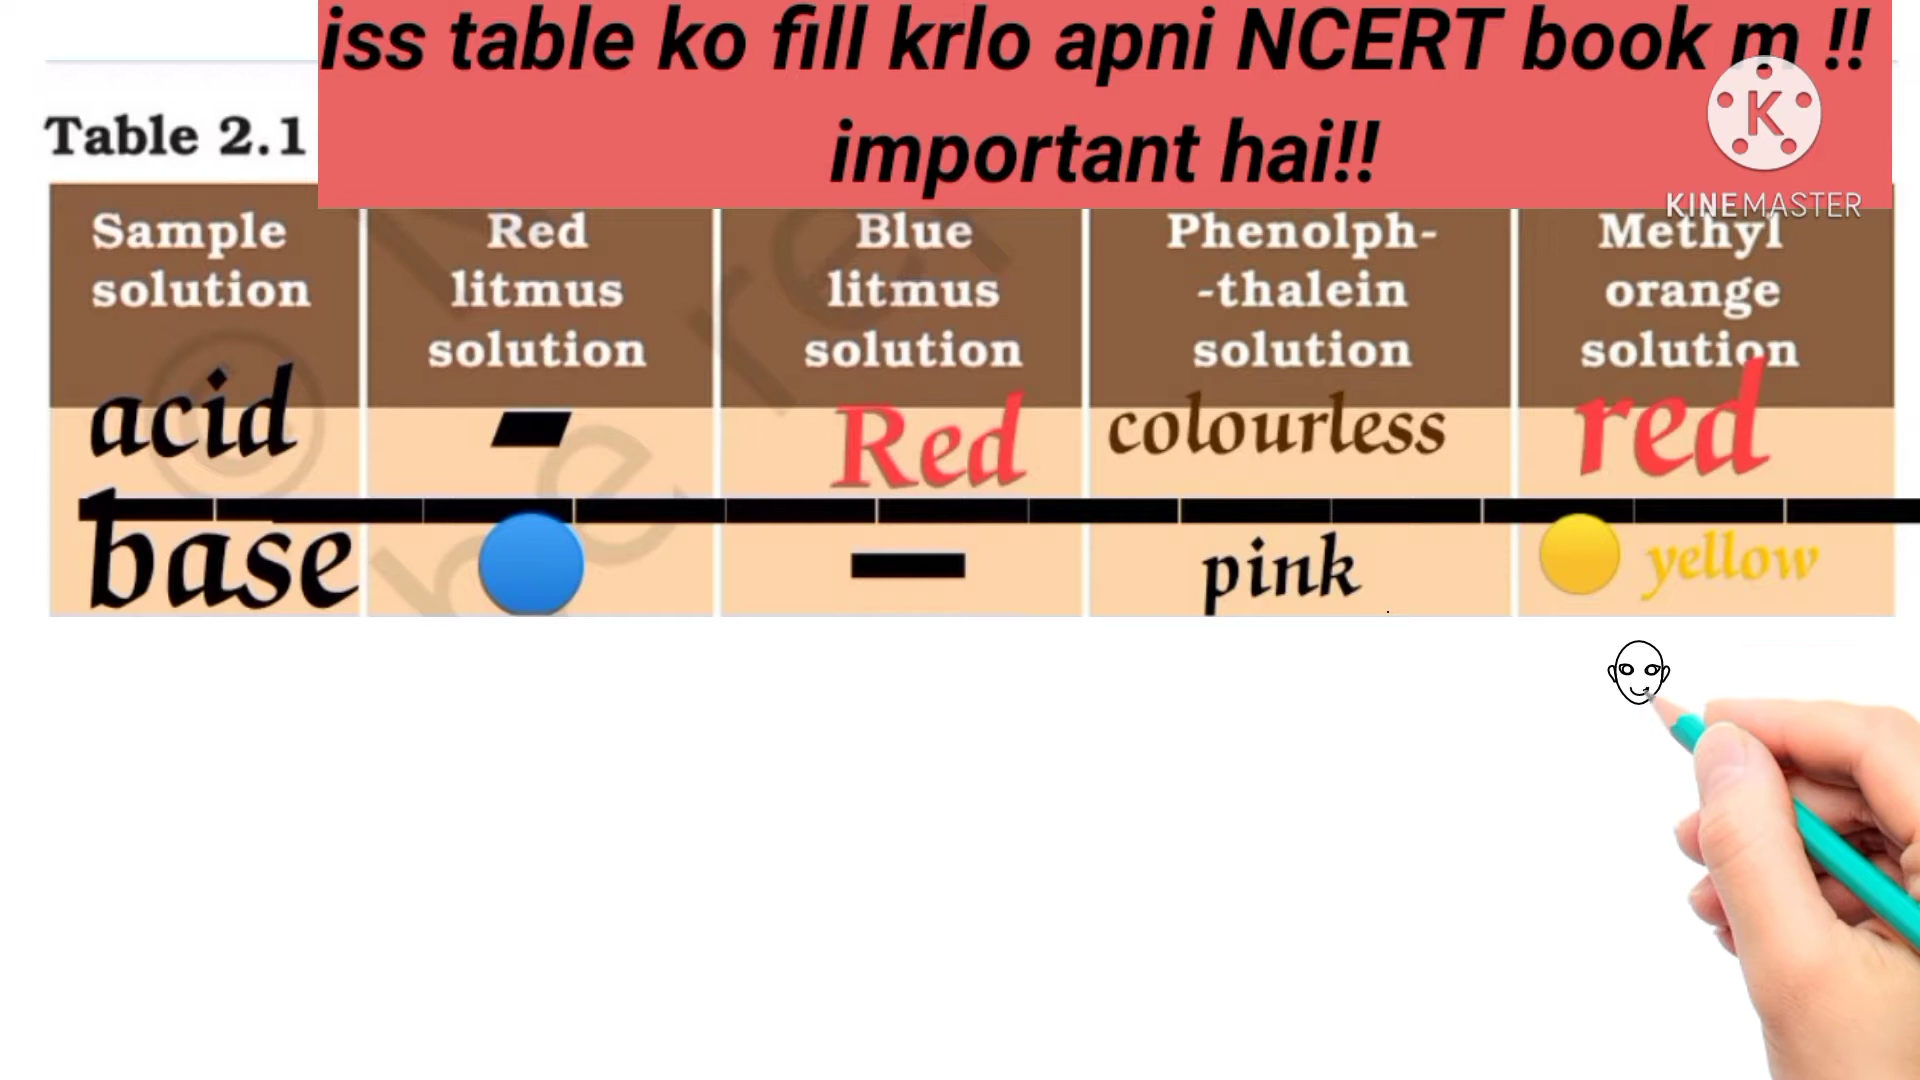 iss table ko fill krlo apni NCERT book m !!
important hai!!
KINEMASTER
Table 2.1
Sample solution
Red litmus solution
Blue litmus solution
Phenolph- -thalein solution
Methyl orange solution
acid
-
Red
colourless
red
base
-
pink
yellow